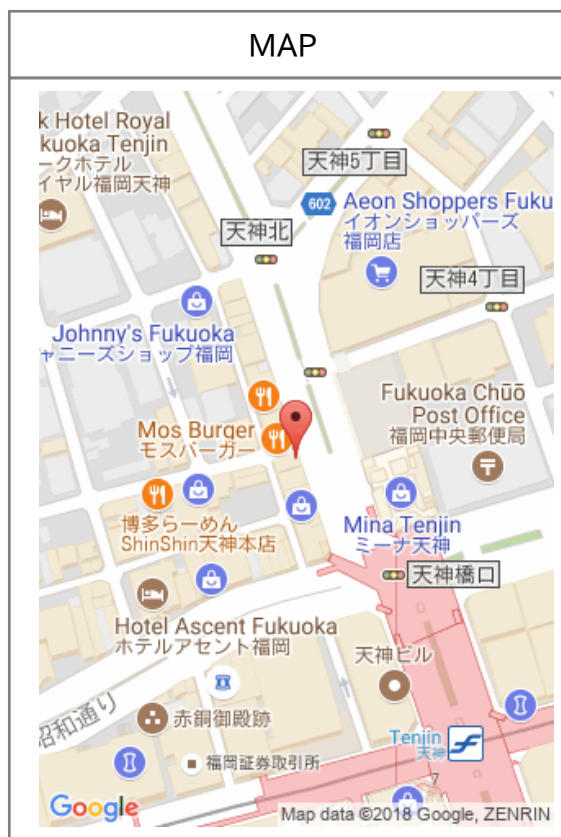 MAP
k Hotel Royal
kuoka Tenjin
ークホテル
イヤル福岡天神
天神5丁目
602
Aeon Shoppers Fuku
イオンショッパーズ
福岡店
天神北
天神4丁目
Johnny's Fukuoka
ャニーズショップ福岡
Fukuoka Chūō
Post Office
福岡中央郵便局
Mos Burger
モスバーガー
博多らーめん
ShinShin天神本店
Mina Tenjin
ミーナ天神
天神橋口
Hotel Ascent Fukuoka
ホテルアセント福岡
天神ビル
昭和通り
赤銅御殿跡
Tenjin
天神
福岡証券取引所
7
Google
Map data ©2018 Google, ZENRIN